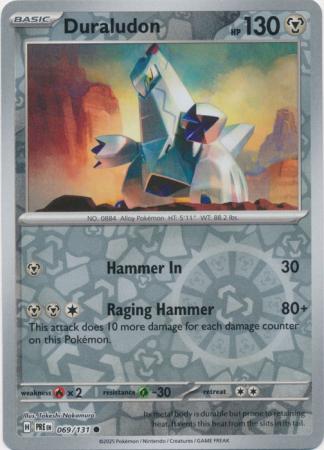 BASIC
Duraludon
HP 130
NO. 0884 Alloy Pokémon HT: 5'11" WT: 88.2 lbs.
Hammer In 30
Raging Hammer 80+
This attack does 10 more damage for each damage counter
on this Pokémon.
weakness x2 resistance -30 retreat
Illus. Takeshi Nakamura
H PRE EN 069/131
Its metal body is durable but prone to retaining
heat, so it vents that heat from the slits in its tail.
©2025 Pokémon / Nintendo / Creatures / GAME FREAK